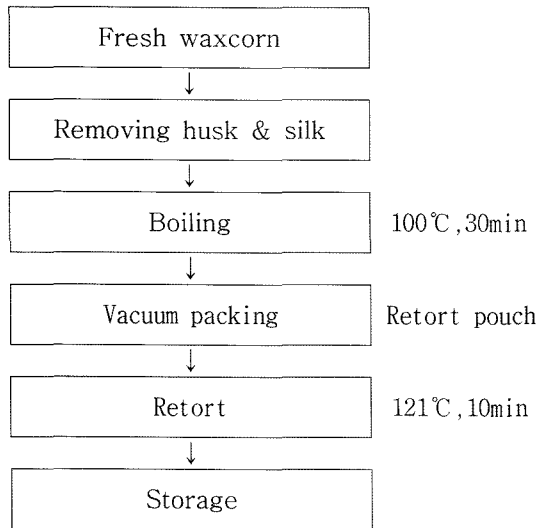 Fresh waxcorn
↓
Removing husk & silk
↓
Boiling 100℃,30min
↓
Vacuum packing Retort pouch
↓
Retort 121℃,10min
↓
Storage